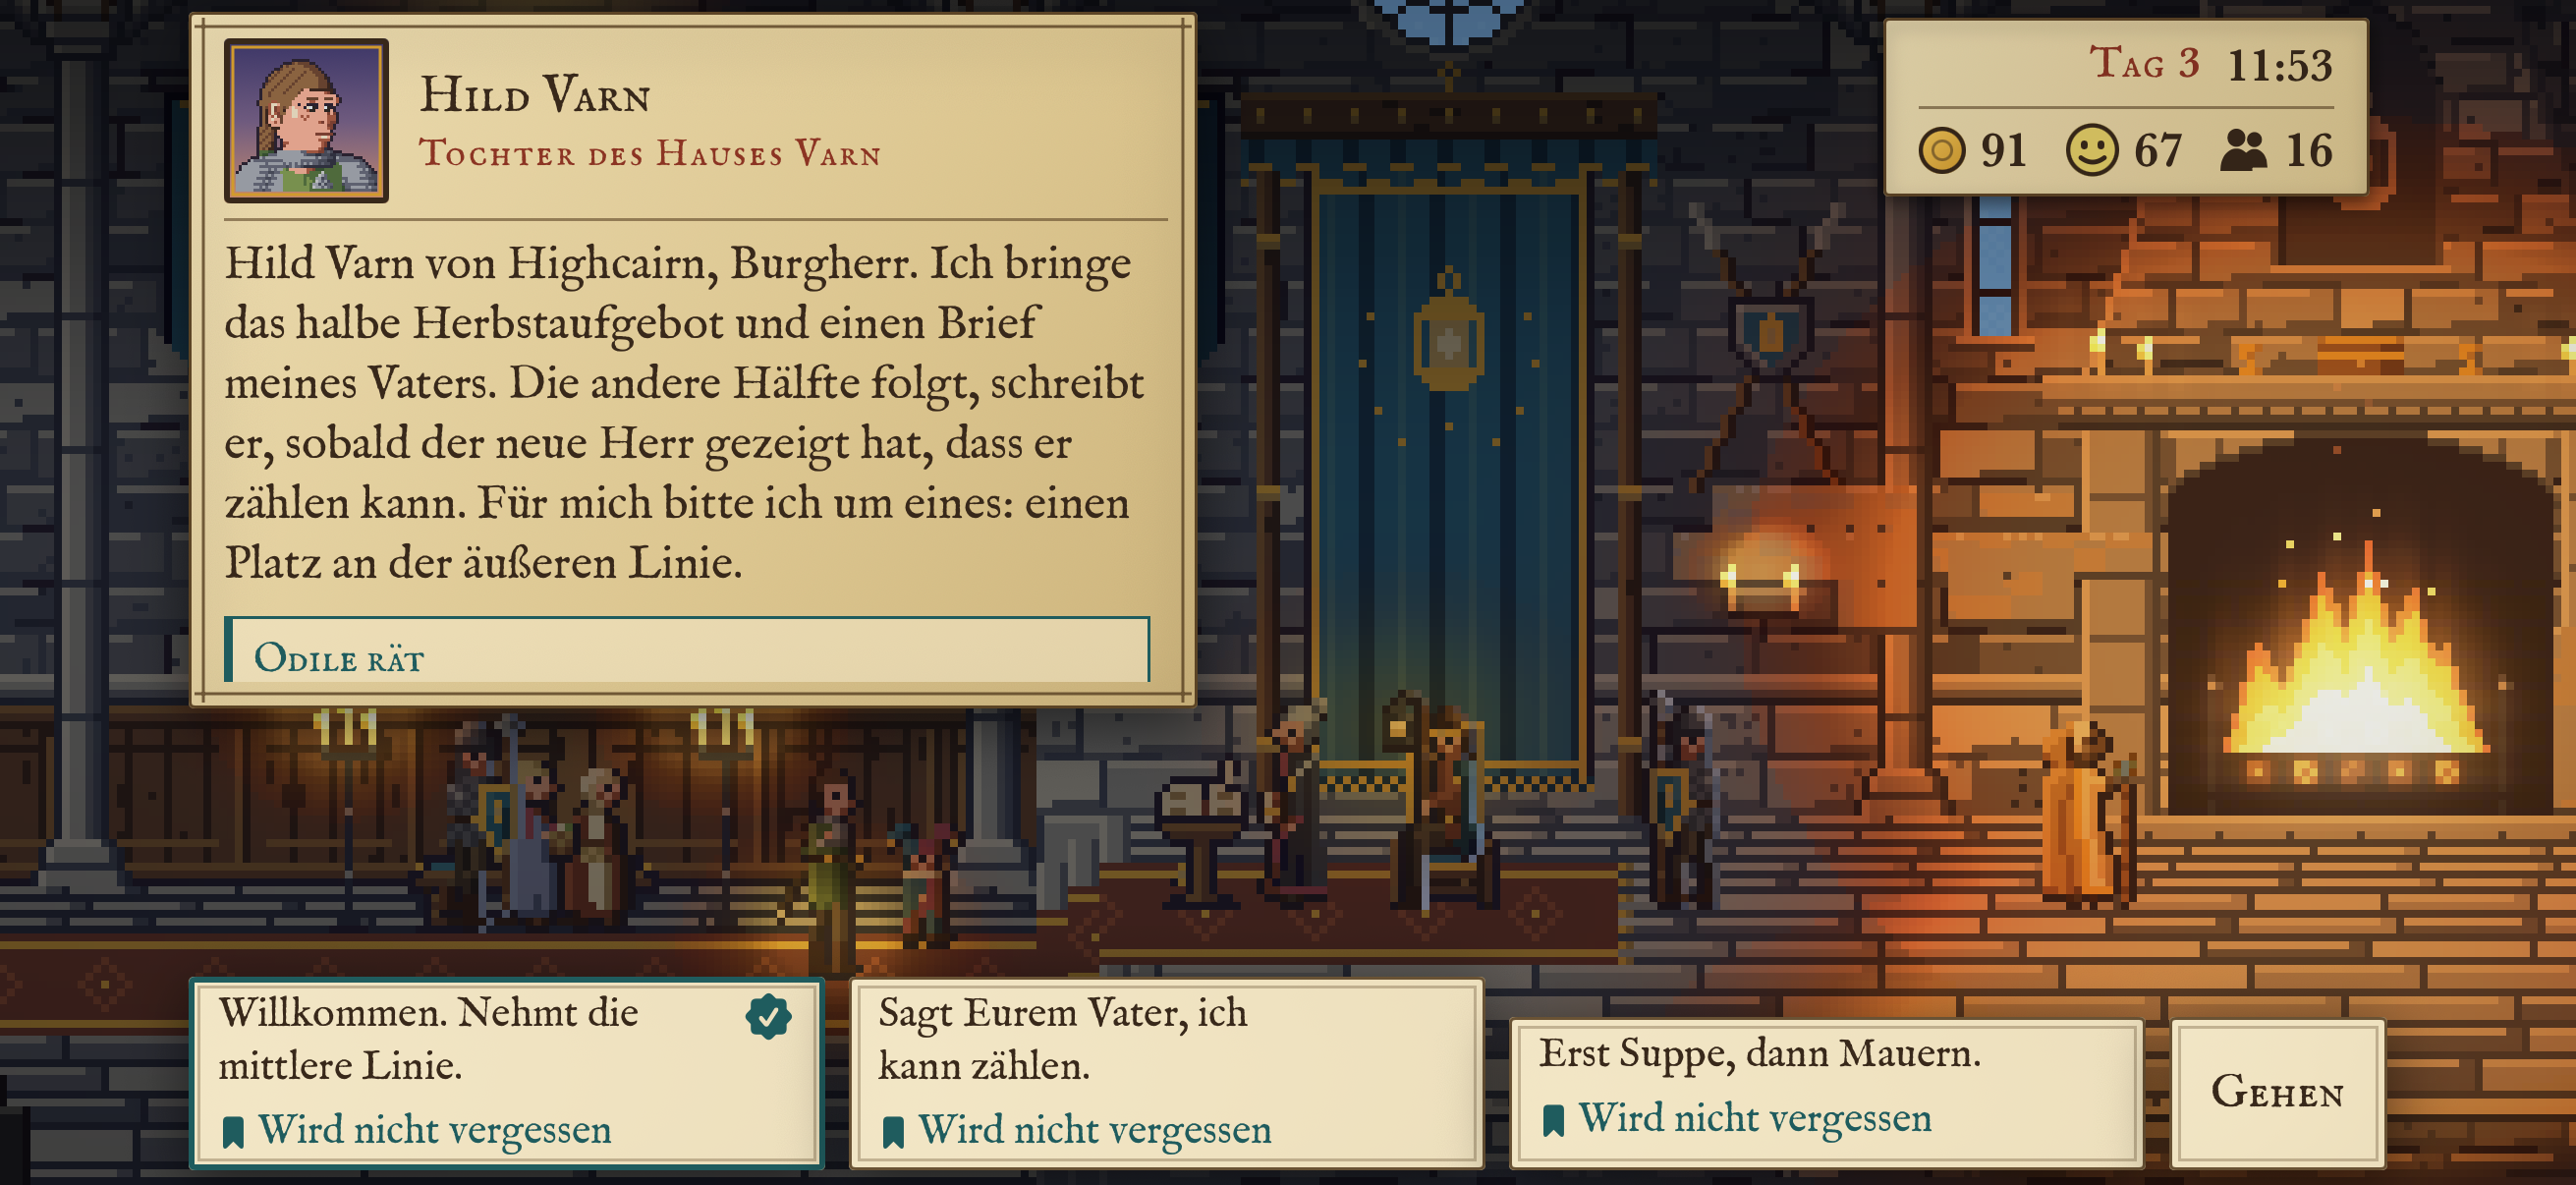 Hild Varn
Tochter des Hauses Varn
Hild Varn von Highcairn, Burgherr. Ich bringe
das halbe Herbstaufgebot und einen Brief
meines Vaters. Die andere Hälfte folgt, schreibt
er, sobald der neue Herr gezeigt hat, dass er
zählen kann. Für mich bitte ich um eines: einen
Platz an der äußeren Linie.
Odile rät
Tag 3 11:53
91 67 16
Willkommen. Nehmt die
mittlere Linie.
Wird nicht vergessen
Sagt Eurem Vater, ich
kann zählen.
Wird nicht vergessen
Erst Suppe, dann Mauern.
Wird nicht vergessen
Gehen